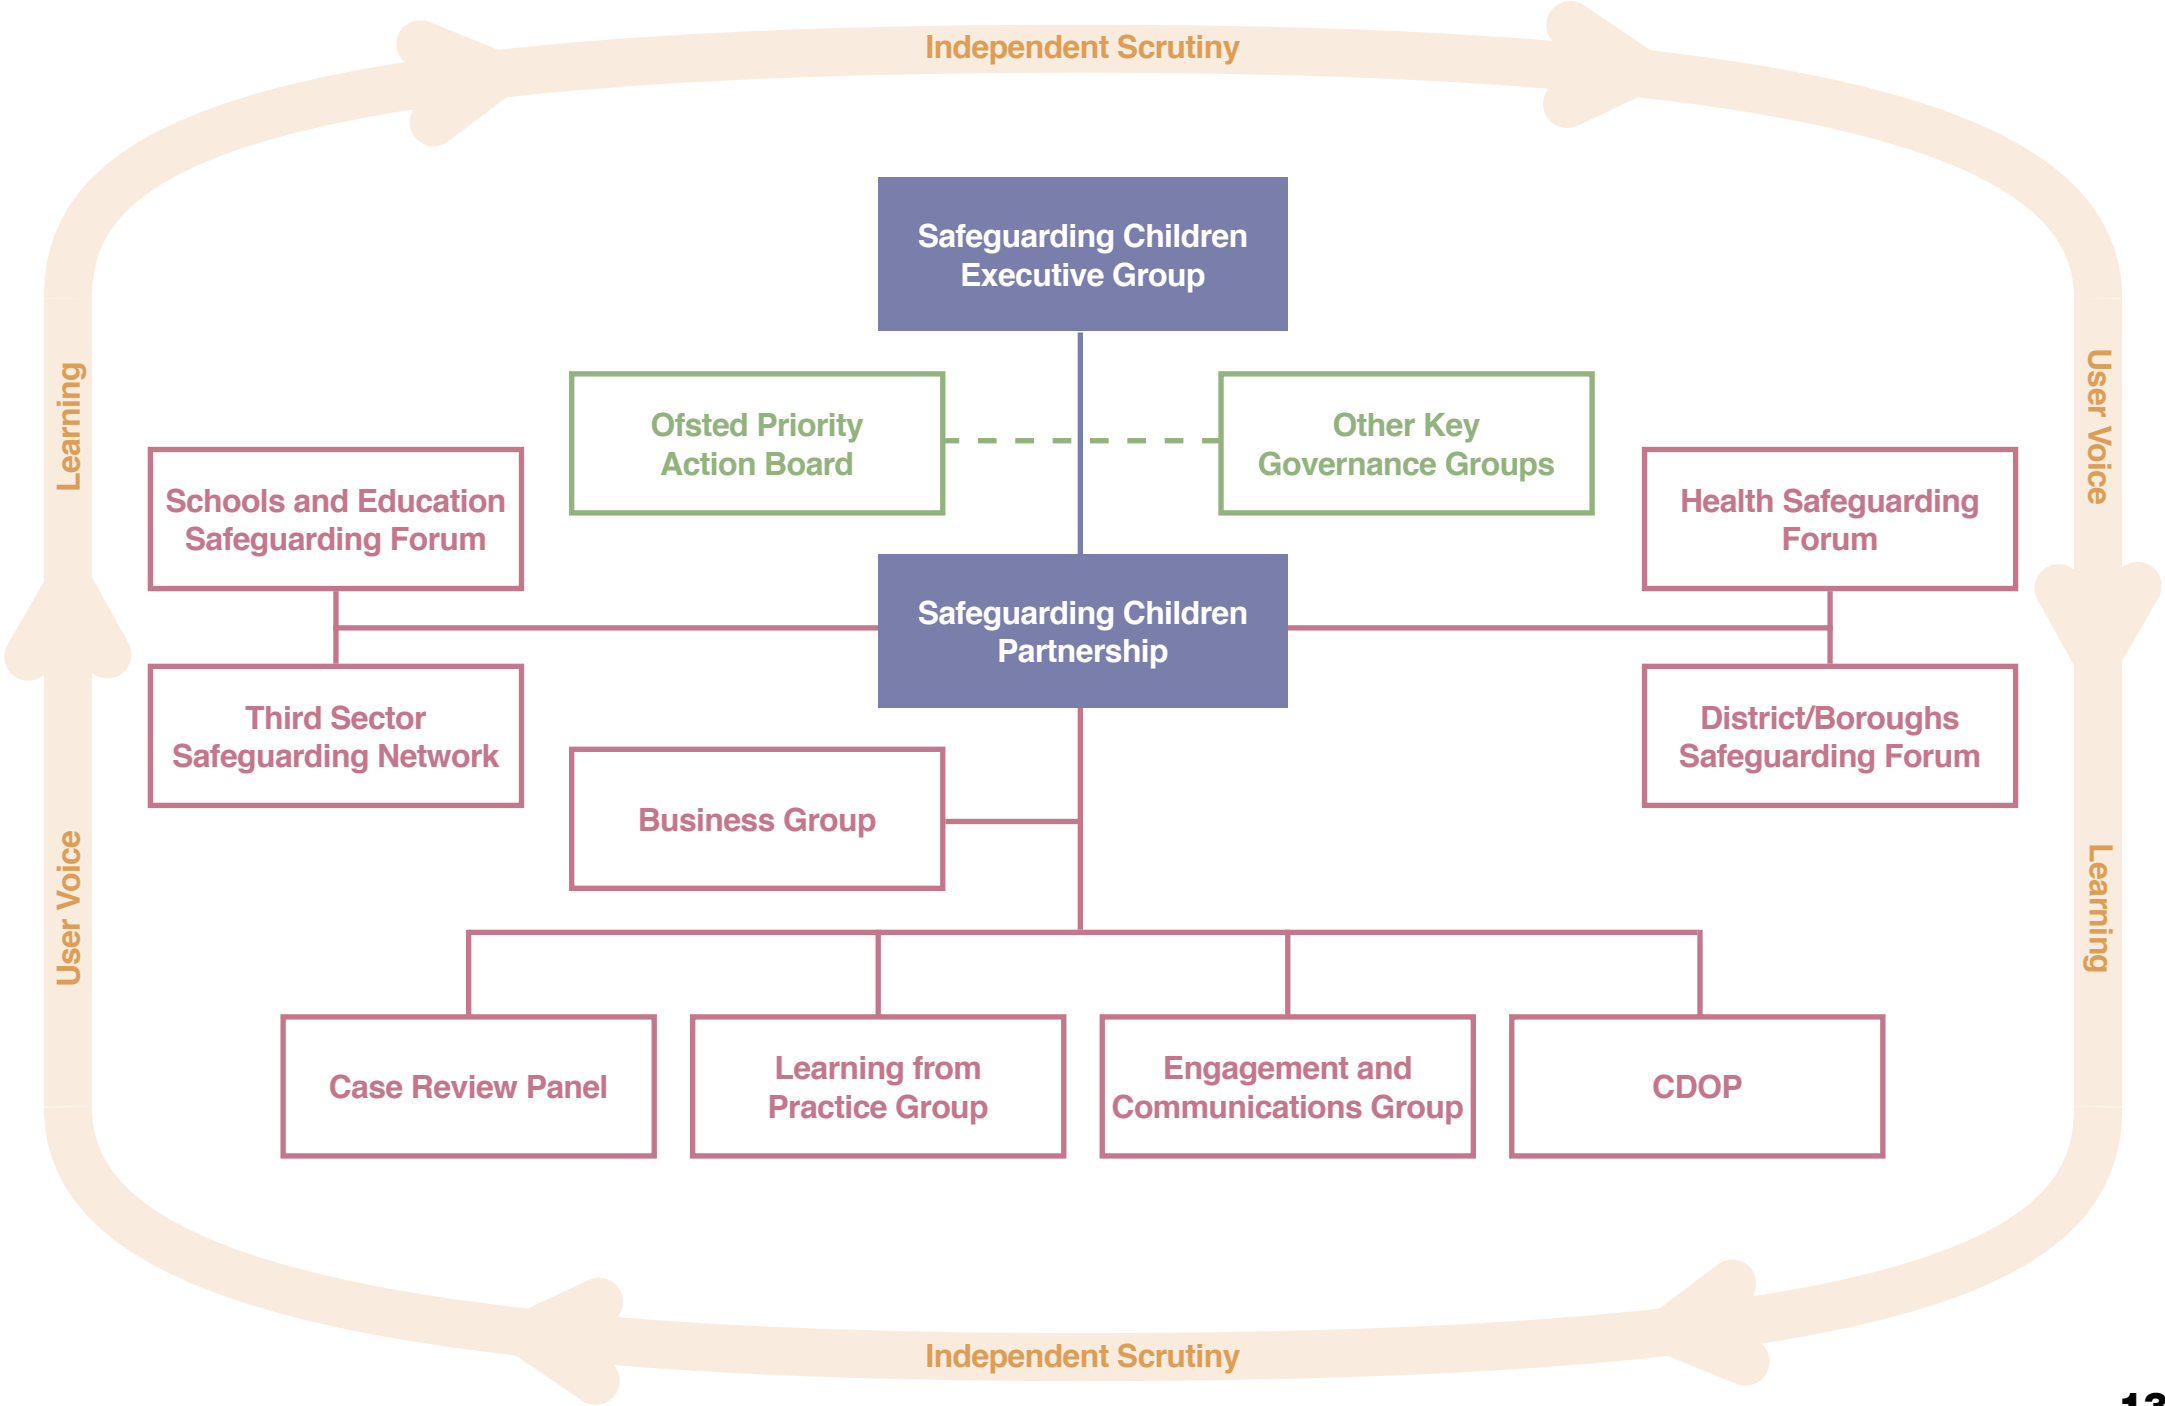 Independent Scrutiny
Safeguarding Children
Executive Group
Learning
User Voice
Ofsted Priority
Action Board
Other Key
Governance Groups
Schools and Education
Safeguarding Forum
Health Safeguarding
Forum
Safeguarding Children
Partnership
Third Sector
Safeguarding Network
District/Boroughs
Safeguarding Forum
Business Group
User Voice
Learning
Case Review Panel
Learning from
Practice Group
Engagement and
Communications Group
CDOP
Independent Scrutiny
13